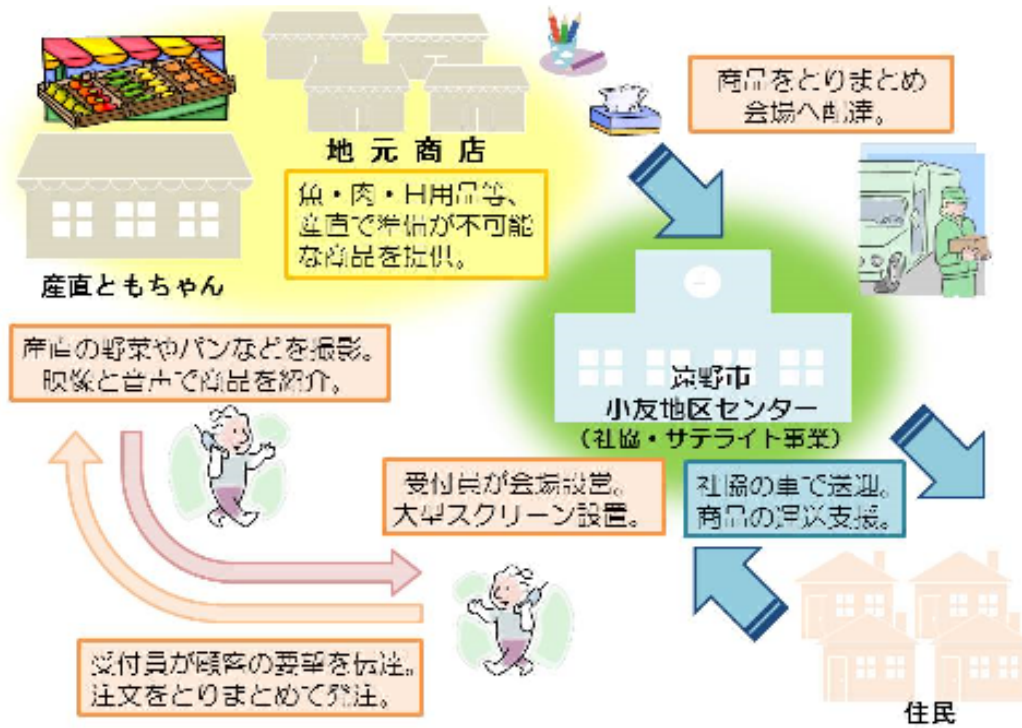 地元商店
魚・肉・日用品等、
産直で準備が不可能
な商品を提供。
産直ともちゃん
商品をとりまとめ
会場へ配達。
産直の野菜やパンなどを撮影。
映像と音声で商品を紹介。
遠野市
小友地区センター
(社協・サテライト事業)
受付員が会場設営。
大型スクリーン設置。
社協の車で送迎。
商品の運送支援。
受付員が顧客の要望を伝達。
注文をとりまとめて発注。
住民